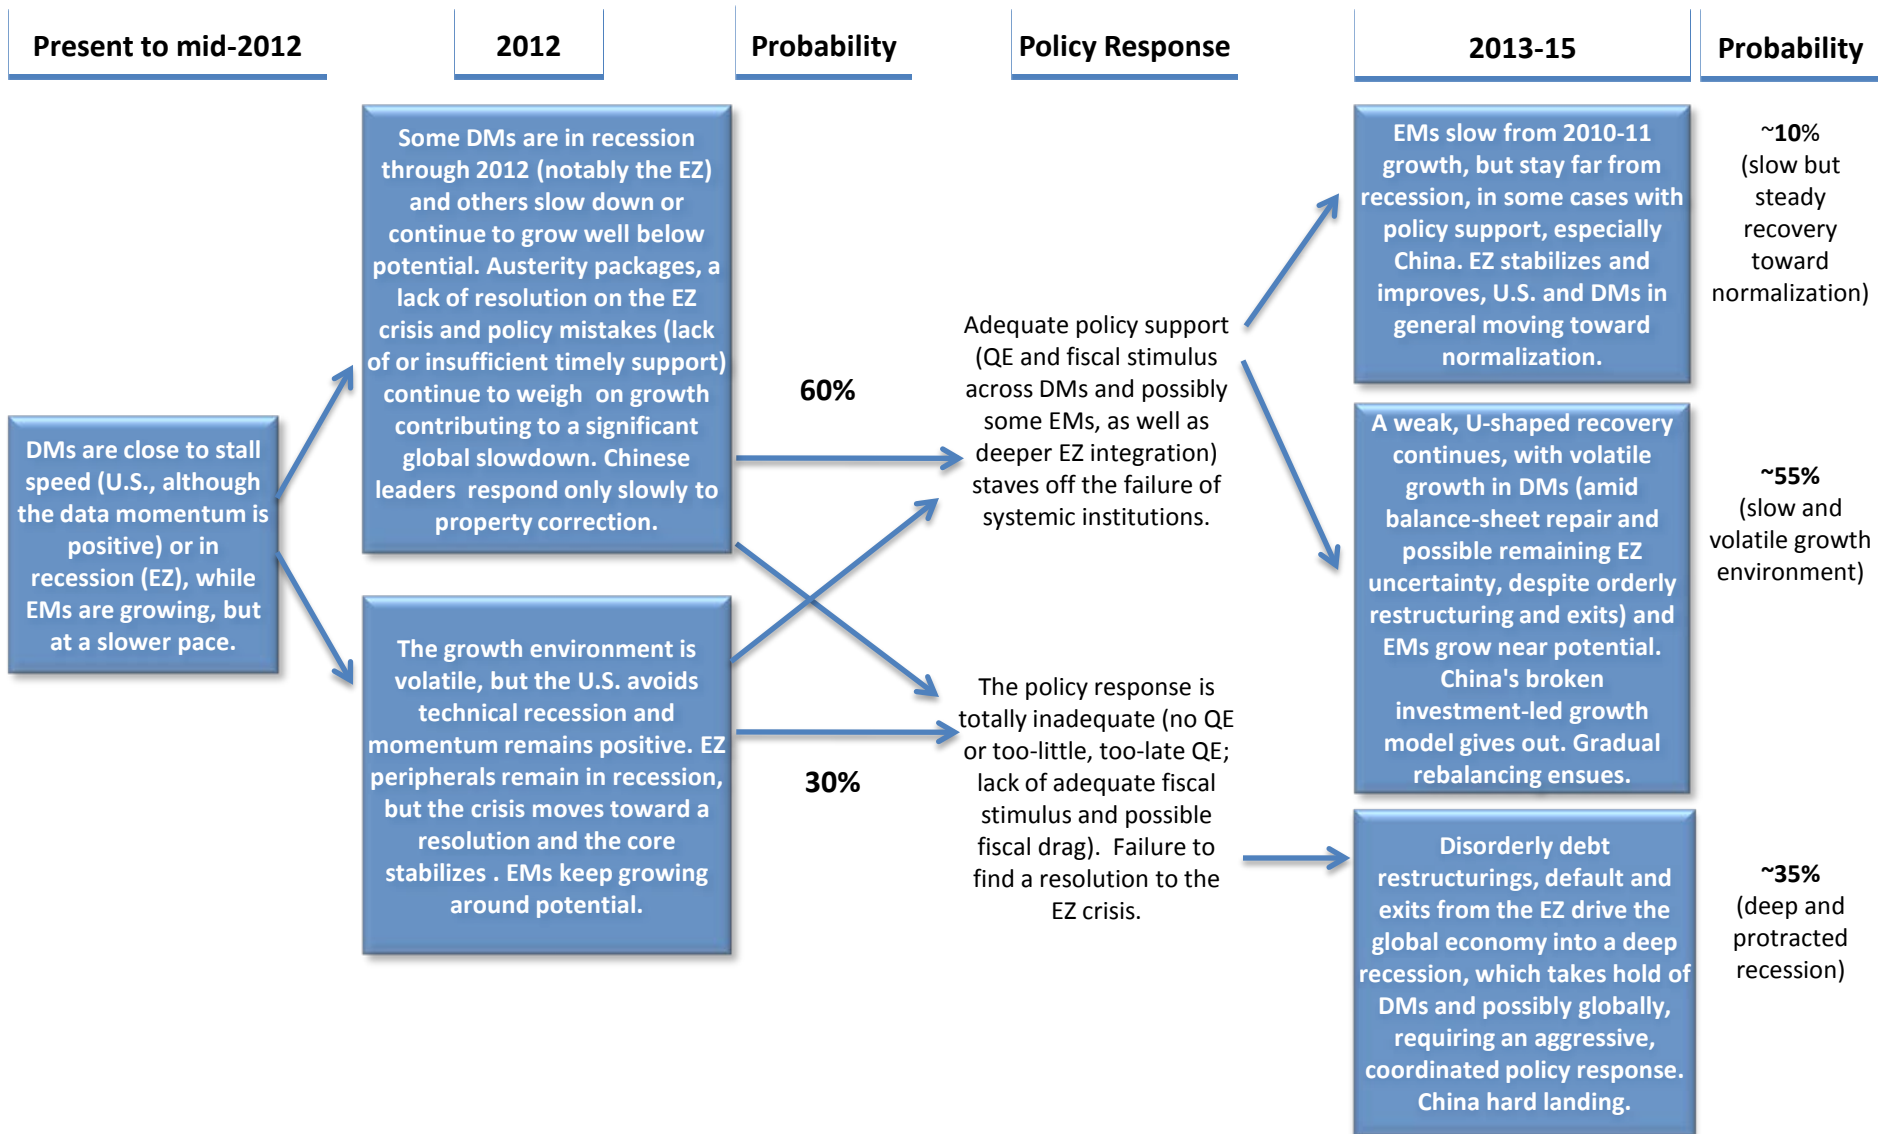 Present to mid-2012
2012
Probability
Policy Response
2013-15
Probability
DMs are close to stall
speed (U.S., although
the data momentum is
positive) or in
recession (EZ), while
EMs are growing, but
at a slower pace.
Some DMs are in recession
through 2012 (notably the EZ)
and others slow down or
continue to grow well below
potential. Austerity packages, a
lack of resolution on the EZ
crisis and policy mistakes (lack
of or insufficient timely support)
continue to weigh on growth
contributing to a significant
global slowdown. Chinese
leaders respond only slowly to
property correction.
The growth environment is
volatile, but the U.S. avoids
technical recession and
momentum remains positive. EZ
peripherals remain in recession,
but the crisis moves toward a
resolution and the core
stabilizes . EMs keep growing
around potential.
60%
30%
Adequate policy support
(QE and fiscal stimulus
across DMs and possibly
some EMs, as well as
deeper EZ integration)
staves off the failure of
systemic institutions.
The policy response is
totally inadequate (no QE
or too-little, too-late QE;
lack of adequate fiscal
stimulus and possible
fiscal drag). Failure to
find a resolution to the
EZ crisis.
EMs slow from 2010-11
growth, but stay far from
recession, in some cases with
policy support, especially
China. EZ stabilizes and
improves, U.S. and DMs in
general moving toward
normalization.
A weak, U-shaped recovery
continues, with volatile
growth in DMs (amid
balance-sheet repair and
possible remaining EZ
uncertainty, despite orderly
restructuring and exits) and
EMs grow near potential.
China's broken
investment-led growth
model gives out. Gradual
rebalancing ensues.
Disorderly debt
restructurings, default and
exits from the EZ drive the
global economy into a deep
recession, which takes hold of
DMs and possibly globally,
requiring an aggressive,
coordinated policy response.
China hard landing.
~10%
(slow but
steady
recovery
toward
normalization)
~55%
(slow and
volatile growth
environment)
~35%
(deep and
protracted
recession)